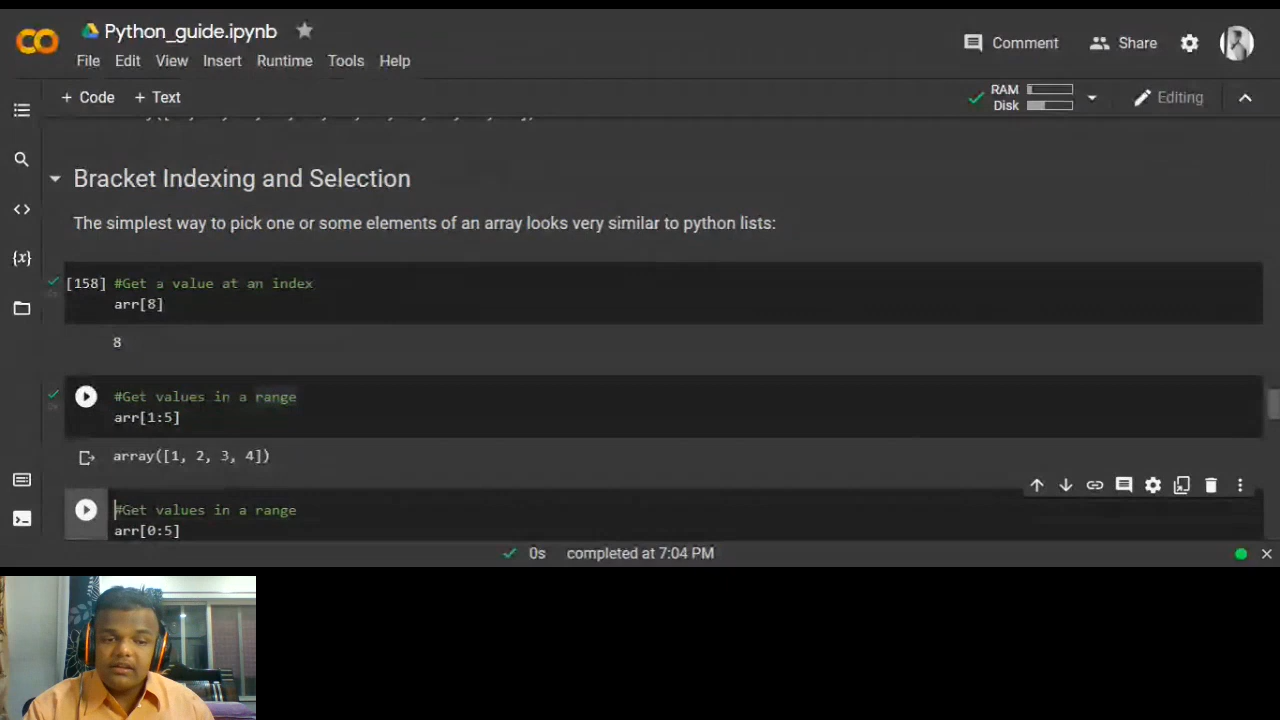 Python_guide.ipynb
File Edit View Insert Runtime Tools Help
Comment
Share
+ Code + Text
RAM
Disk
Editing
Bracket Indexing and Selection
The simplest way to pick one or some elements of an array looks very similar to python lists:
[158] #Get a value at an index
arr[8]
8
#Get values in a range
arr[1:5]
array([1, 2, 3, 4])
#Get values in a range
arr[0:5]
0s completed at 7:04 PM